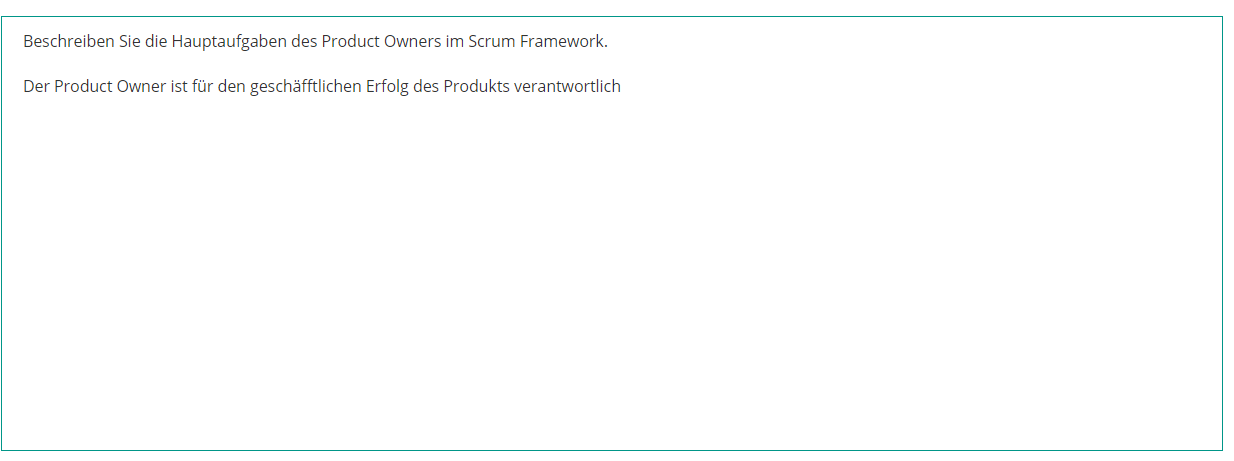 Beschreiben Sie die Hauptaufgaben des Product Owners im Scrum Framework.
Der Product Owner ist für den geschäfftlichen Erfolg des Produkts verantwortlich